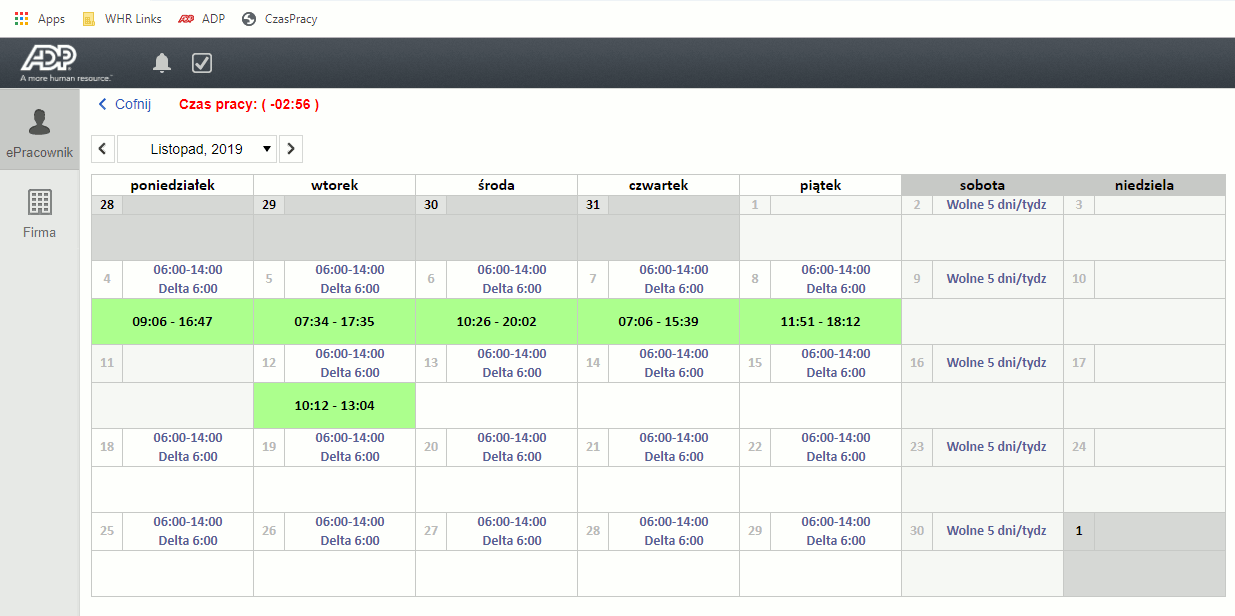 Apps WHR Links ADP CzasPracy
ADP
A more human resource.
Cofnij Czas pracy: ( -02:56 )
ePracownik
Firma
Listopad, 2019
poniedziałek wtorek środa czwartek piątek sobota niedziela
28 29 30 31 1 2 Wolne 5 dni/tydz 3
4 06:00-14:00 5 06:00-14:00 6 06:00-14:00 7 06:00-14:00 8 06:00-14:00 9 Wolne 5 dni/tydz 10
Delta 6:00 Delta 6:00 Delta 6:00 Delta 6:00 Delta 6:00
09:06 - 16:47 07:34 - 17:35 10:26 - 20:02 07:06 - 15:39 11:51 - 18:12
11 12 06:00-14:00 13 06:00-14:00 14 06:00-14:00 15 06:00-14:00 16 Wolne 5 dni/tydz 17
Delta 6:00 Delta 6:00 Delta 6:00 Delta 6:00
10:12 - 13:04
18 06:00-14:00 19 06:00-14:00 20 06:00-14:00 21 06:00-14:00 22 06:00-14:00 23 Wolne 5 dni/tydz 24
Delta 6:00 Delta 6:00 Delta 6:00 Delta 6:00 Delta 6:00
25 06:00-14:00 26 06:00-14:00 27 06:00-14:00 28 06:00-14:00 29 06:00-14:00 30 Wolne 5 dni/tydz 1
Delta 6:00 Delta 6:00 Delta 6:00 Delta 6:00 Delta 6:00